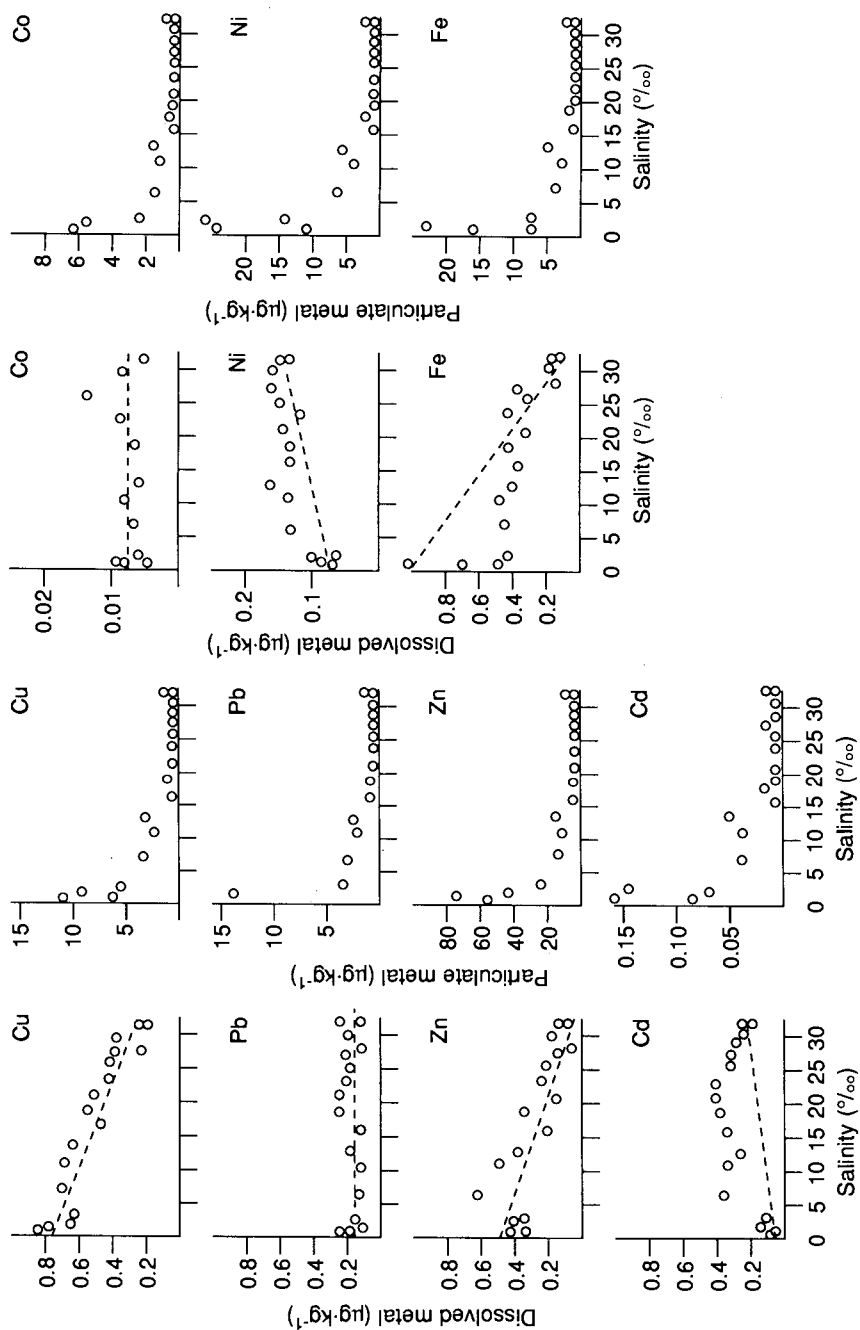 Cu
0.8
0.6
0.4
0.2
Cu
15
10
5
Co
0.02
0.01
Co
8
6
4
2
Pb
0.8
0.6
0.4
0.2
Pb
15
10
5
Ni
0.2
0.1
Ni
20
15
10
5
Dissolved metal (µg·kg⁻¹)
Particulate metal (µg·kg⁻¹)
Dissolved metal (µg·kg⁻¹)
Particulate metal (µg·kg⁻¹)
Zn
0.8
0.6
0.4
0.2
Zn
80
60
40
20
Fe
0.8
0.6
0.4
0.2
0 5 10 15 20 25 30
Salinity (°/oo)
Fe
20
15
10
5
0 5 10 15 20 25 30
Salinity (°/oo)
Cd
0.8
0.6
0.4
0.2
0 5 10 15 20 25 30
Salinity (°/oo)
Cd
0.15
0.10
0.05
0 5 10 15 20 25 30
Salinity (°/oo)